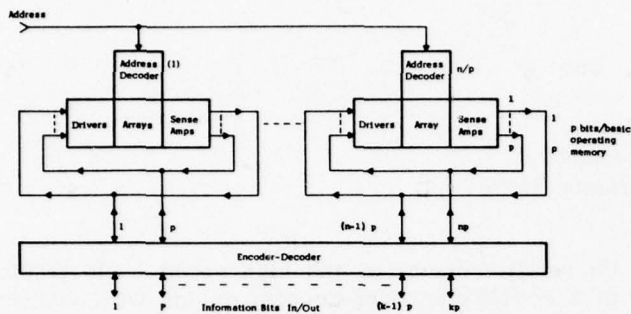 Address
Address
Decoder
(1)
Address
Decoder
n/p
Drivers
Arrays
Sense
Amps
Drivers
Array
Sense
Amps
1
p
1
p
p bits/basic
operating
memory
1
p
(n-1) p
np
Encoder-Decoder
1
P
Information Bits In/Out
(k-1) p
kp